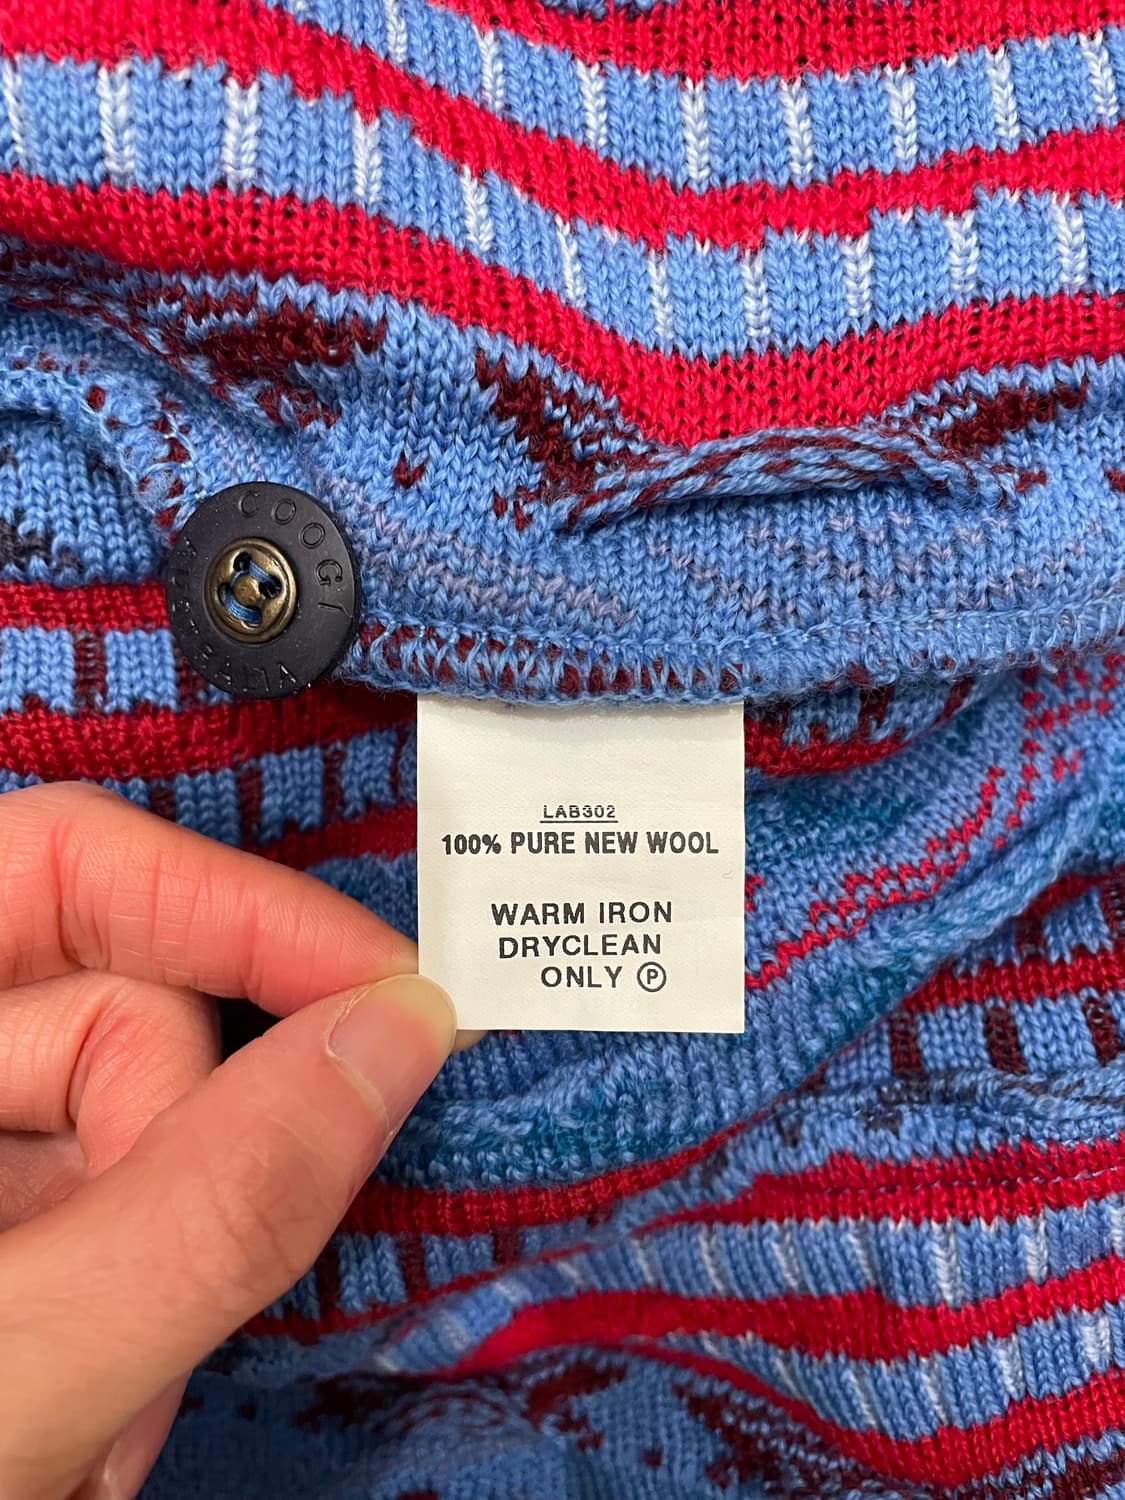 COOGI
AUSTRALIA
LAB302
100% PURE NEW WOOL
WARM IRON
DRYCLEAN
ONLY Ⓟ